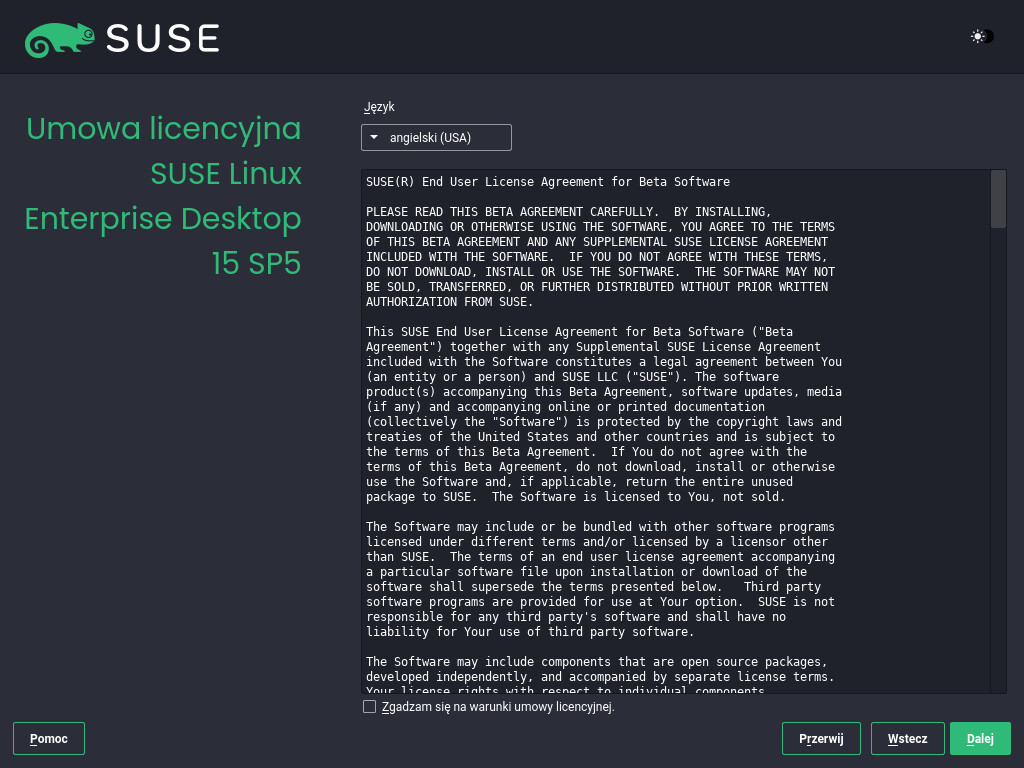 SUSE
Umowa licencyjna
SUSE Linux
Enterprise Desktop
15 SP5
Język
angielski (USA)
SUSE(R) End User License Agreement for Beta Software
PLEASE READ THIS BETA AGREEMENT CAREFULLY.  BY INSTALLING,
DOWNLOADING OR OTHERWISE USING THE SOFTWARE, YOU AGREE TO THE TERMS
OF THIS BETA AGREEMENT AND ANY SUPPLEMENTAL SUSE LICENSE AGREEMENT
INCLUDED WITH THE SOFTWARE.  IF YOU DO NOT AGREE WITH THESE TERMS,
DO NOT DOWNLOAD, INSTALL OR USE THE SOFTWARE.  THE SOFTWARE MAY NOT
BE SOLD, TRANSFERRED, OR FURTHER DISTRIBUTED WITHOUT PRIOR WRITTEN
AUTHORIZATION FROM SUSE.
This SUSE End User License Agreement for Beta Software ("Beta
Agreement") together with any Supplemental SUSE License Agreement
included with the Software constitutes a legal agreement between You
(an entity or a person) and SUSE LLC ("SUSE"). The software
product(s) accompanying this Beta Agreement, software updates, media
(if any) and accompanying online or printed documentation
(collectively the "Software") is protected by the copyright laws and
treaties of the United States and other countries and is subject to
the terms of this Beta Agreement.  If You do not agree with the
terms of this Beta Agreement, do not download, install or otherwise
use the Software and, if applicable, return the entire unused
package to SUSE.  The Software is licensed to You, not sold.
The Software may include or be bundled with other software programs
licensed under different terms and/or licensed by a licensor other
than SUSE.  The terms of an end user license agreement accompanying
a particular software file upon installation or download of the
software shall supersede the terms presented below.   Third party
software programs are provided for use at Your option.  SUSE is not
responsible for any third party's software and shall have no
liability for Your use of third party software.
The Software may include components that are open source packages,
developed independently, and accompanied by separate license terms.
Your license rights with respect to individual components
Zgadzam się na warunki umowy licencyjnej.
Pomoc
Przerwij
Wstecz
Dalej